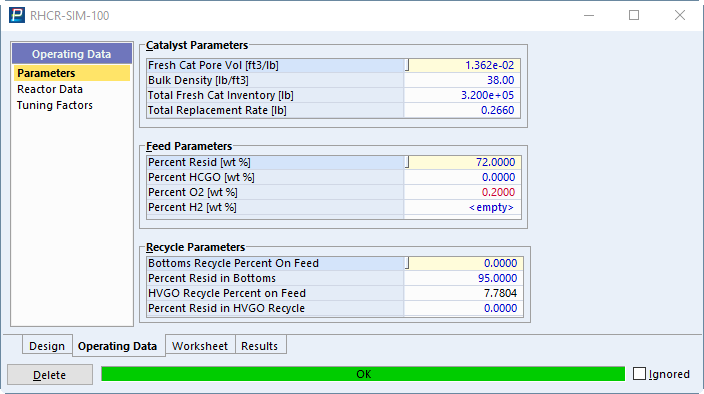 RHCR-SIM-100
Operating Data
Parameters
Reactor Data
Tuning Factors
Catalyst Parameters
Fresh Cat Pore Vol [ft3/lb] 1.362e-02
Bulk Density [lb/ft3] 38.00
Total Fresh Cat Inventory [lb] 3.200e+05
Total Replacement Rate [lb] 0.2660
Feed Parameters
Percent Resid [wt %] 72.0000
Percent HCGO [wt %] 0.0000
Percent O2 [wt %] 0.2000
Percent H2 [wt %] <empty>
Recycle Parameters
Bottoms Recycle Percent On Feed 0.0000
Percent Resid in Bottoms 95.0000
HVGO Recycle Percent on Feed 7.7804
Percent Resid in HVGO Recycle 0.0000
Design Operating Data Worksheet Results
Delete OK Ignored